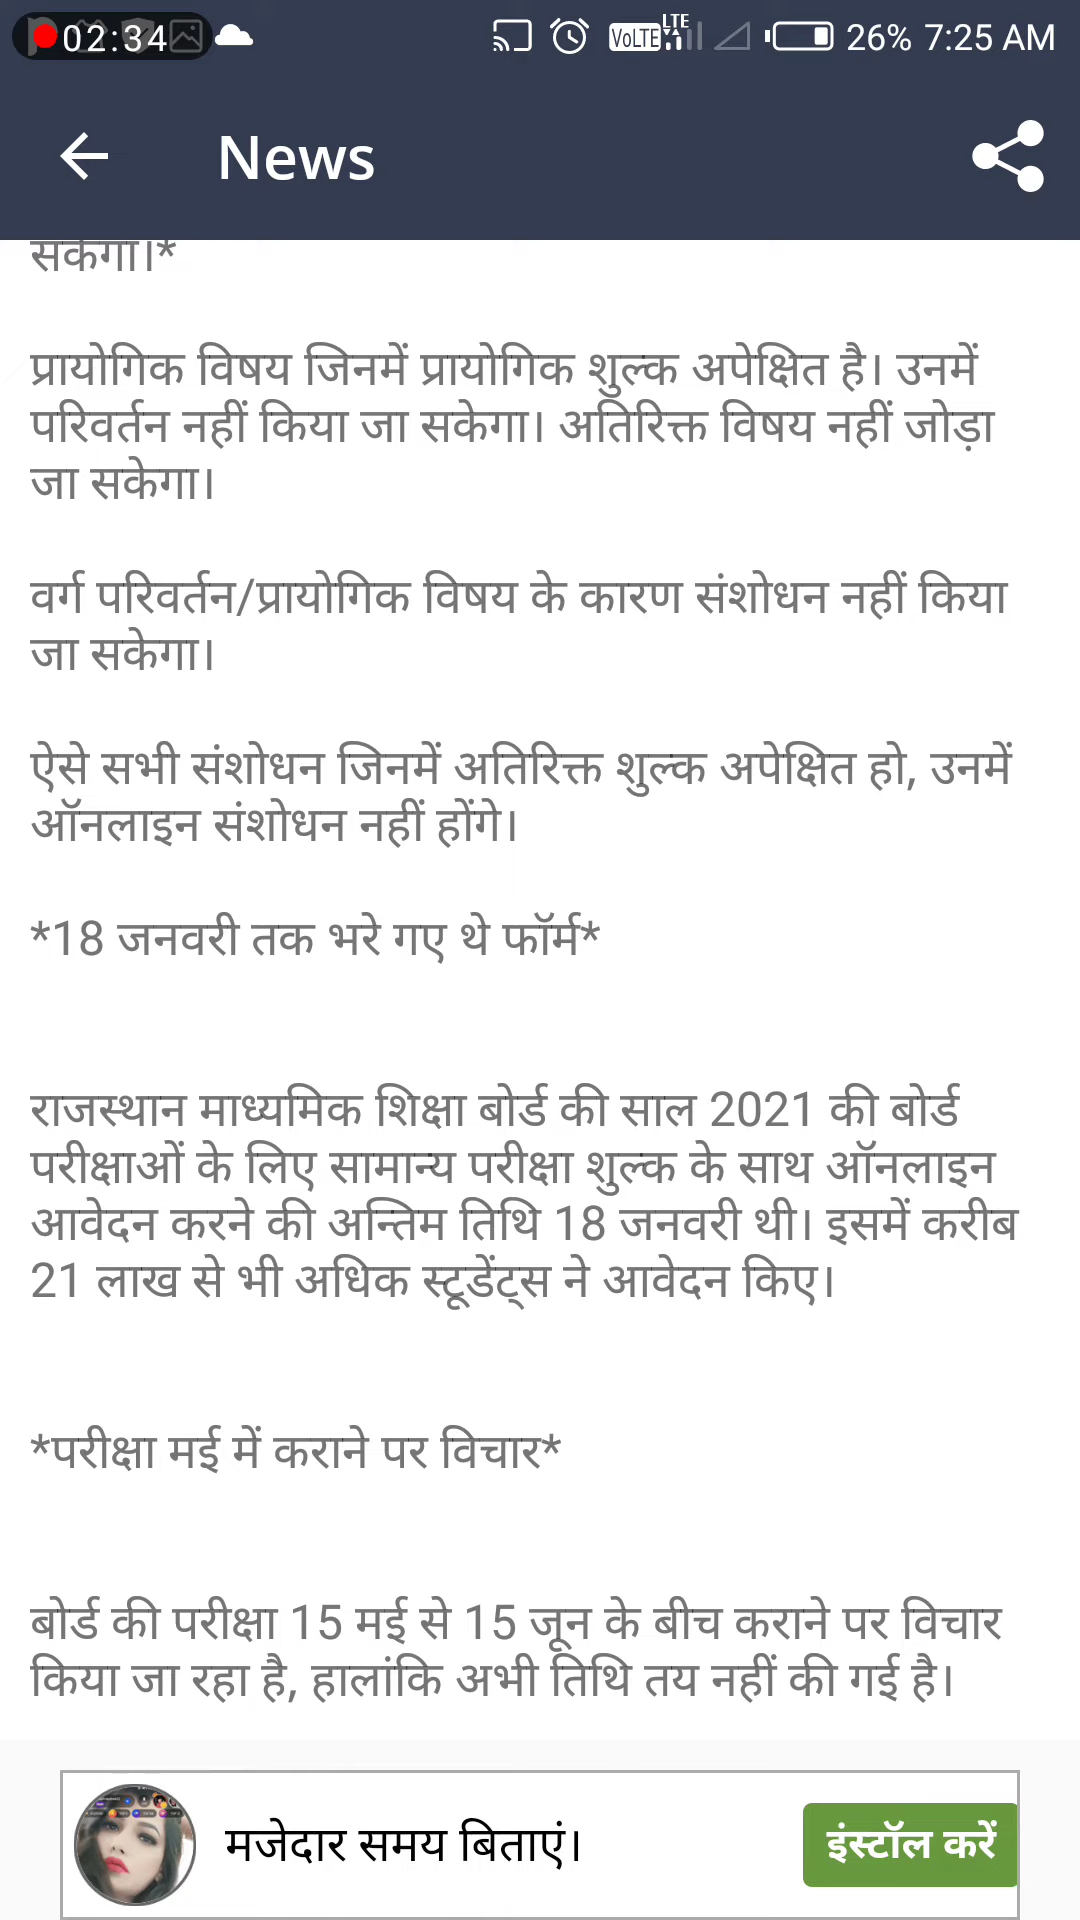 02:34
VoLTE
LTE
26% 7:25 AM
News
सकेगा।*
प्रायोगिक विषय जिनमें प्रायोगिक शुल्क अपेक्षित है। उनमें
परिवर्तन नहीं किया जा सकेगा। अतिरिक्त विषय नहीं जोड़ा
जा सकेगा।
वर्ग परिवर्तन/प्रायोगिक विषय के कारण संशोधन नहीं किया
जा सकेगा।
ऐसे सभी संशोधन जिनमें अतिरिक्त शुल्क अपेक्षित हो, उनमें
ऑनलाइन संशोधन नहीं होंगे।
*18 जनवरी तक भरे गए थे फॉर्म*
राजस्थान माध्यमिक शिक्षा बोर्ड की साल 2021 की बोर्ड
परीक्षाओं के लिए सामान्य परीक्षा शुल्क के साथ ऑनलाइन
आवेदन करने की अन्तिम तिथि 18 जनवरी थी। इसमें करीब
21 लाख से भी अधिक स्टूडेंट्स ने आवेदन किए।
*परीक्षा मई में कराने पर विचार*
बोर्ड की परीक्षा 15 मई से 15 जून के बीच कराने पर विचार
किया जा रहा है, हालांकि अभी तिथि तय नहीं की गई है।
मजेदार समय बिताएं।
इंस्टॉल करें